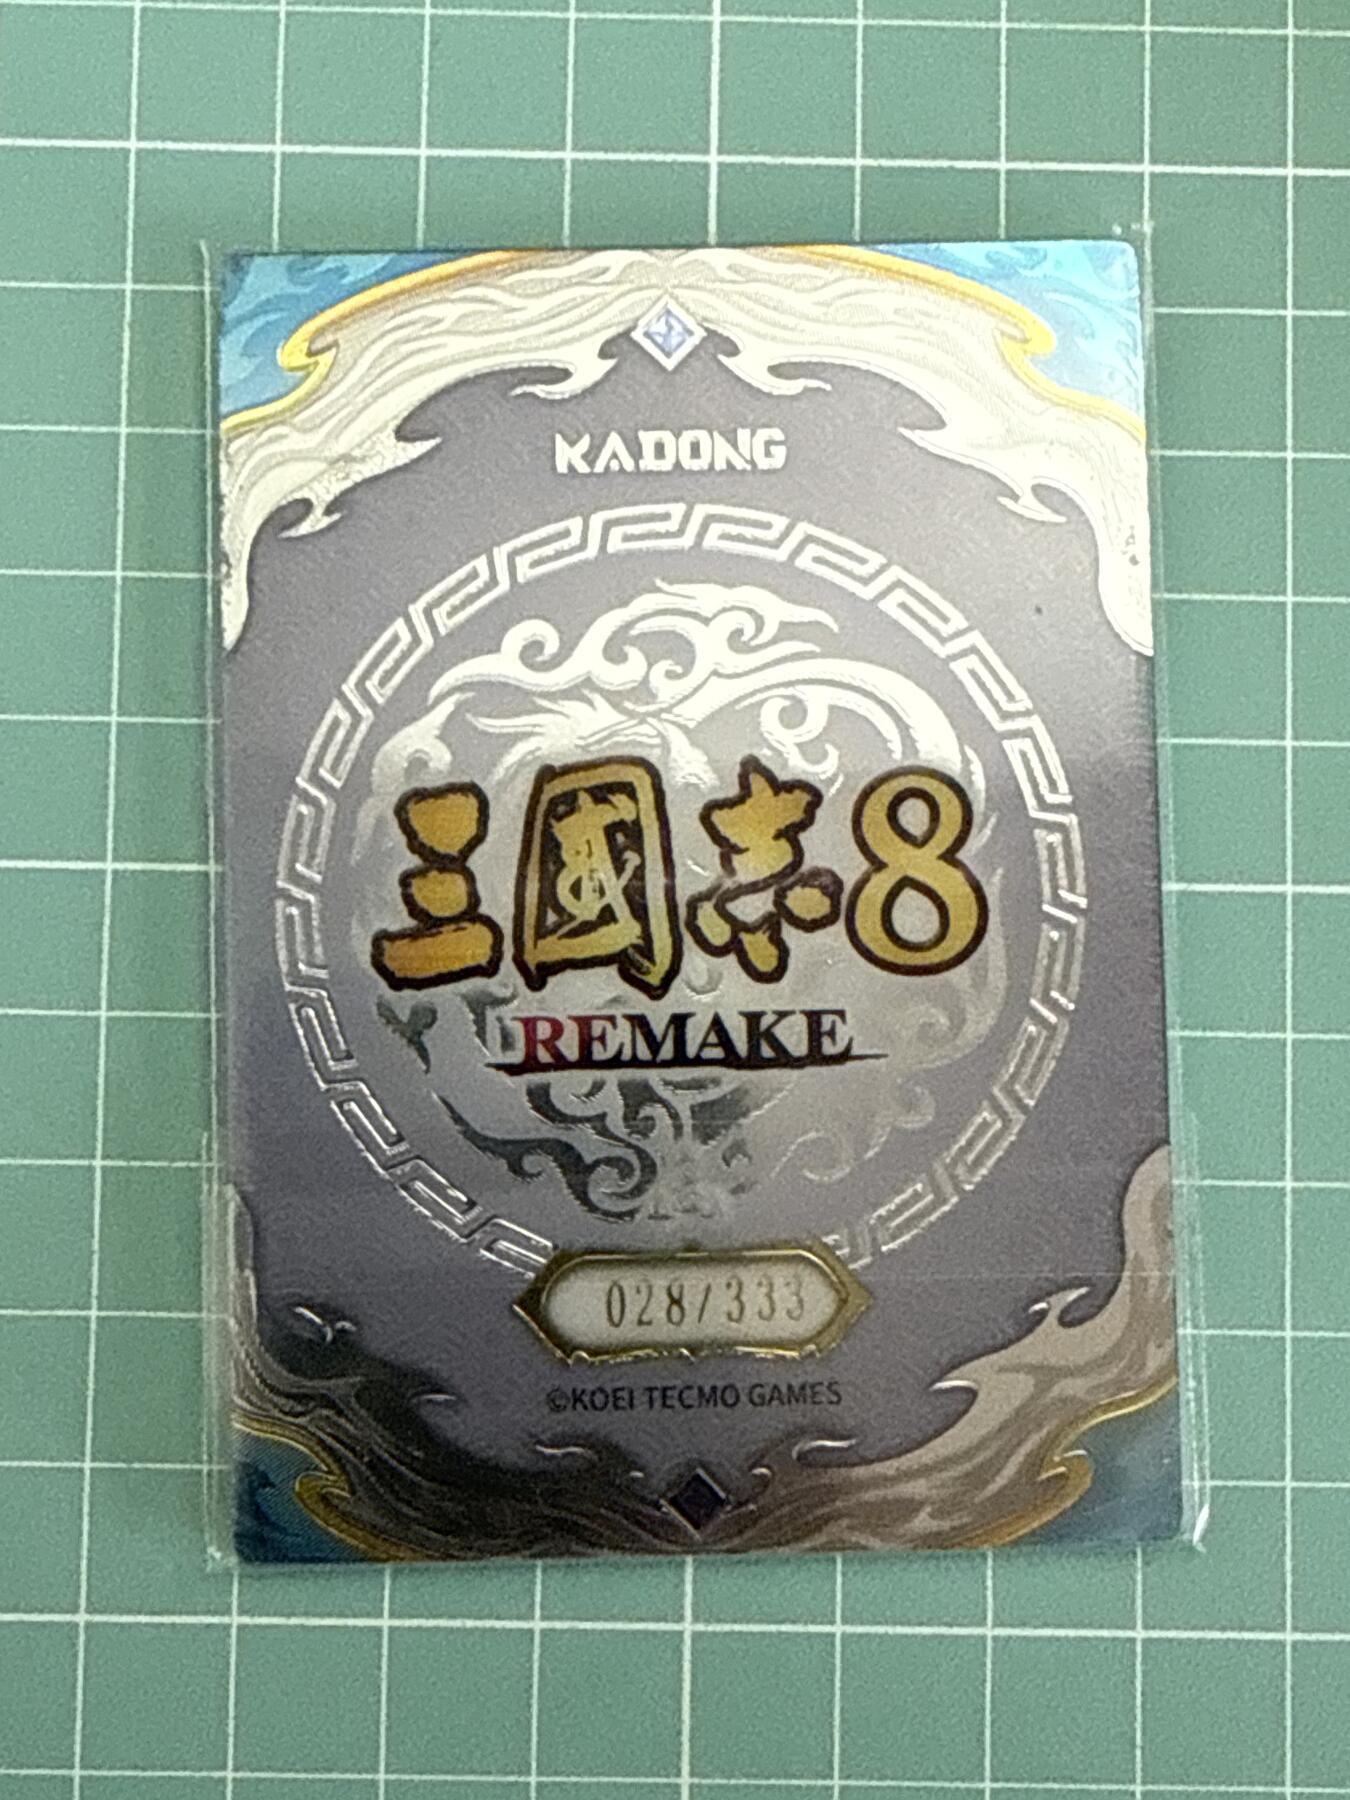 KADONG
三國志8
REMAKE
028/333
©KOEI TECMO GAMES